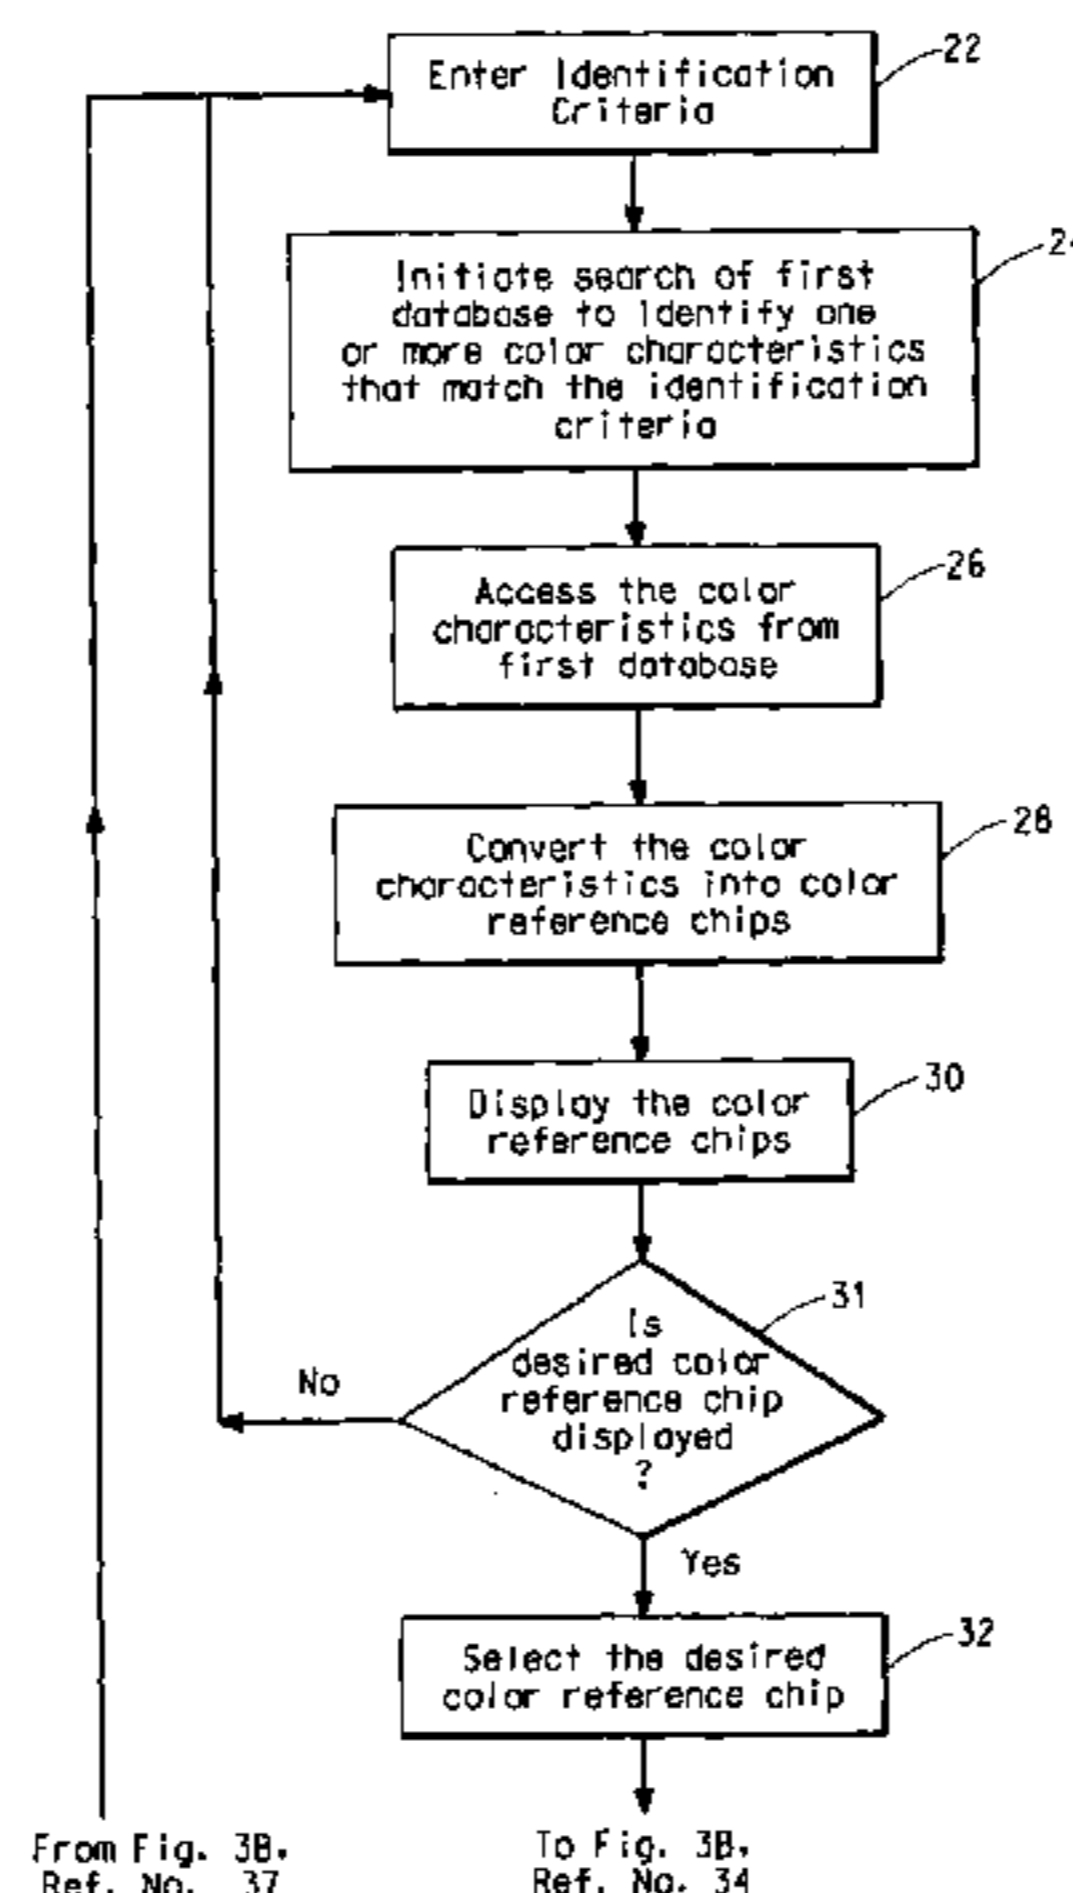 Enter Identification
Criteria
22
Initiate search of first
database to identify one
or more color characteristics
that match the identification
criteria
Access the color
characteristics from
first database
26
Convert the color
characteristics into color
reference chips
28
Display the color
reference chips
30
Is
desired color
reference chip
displayed
?
31
No
Yes
Select the desired
color reference chip
32
From Fig. 3B,
Ref. No. 37
To Fig. 3B,
Ref. No. 34